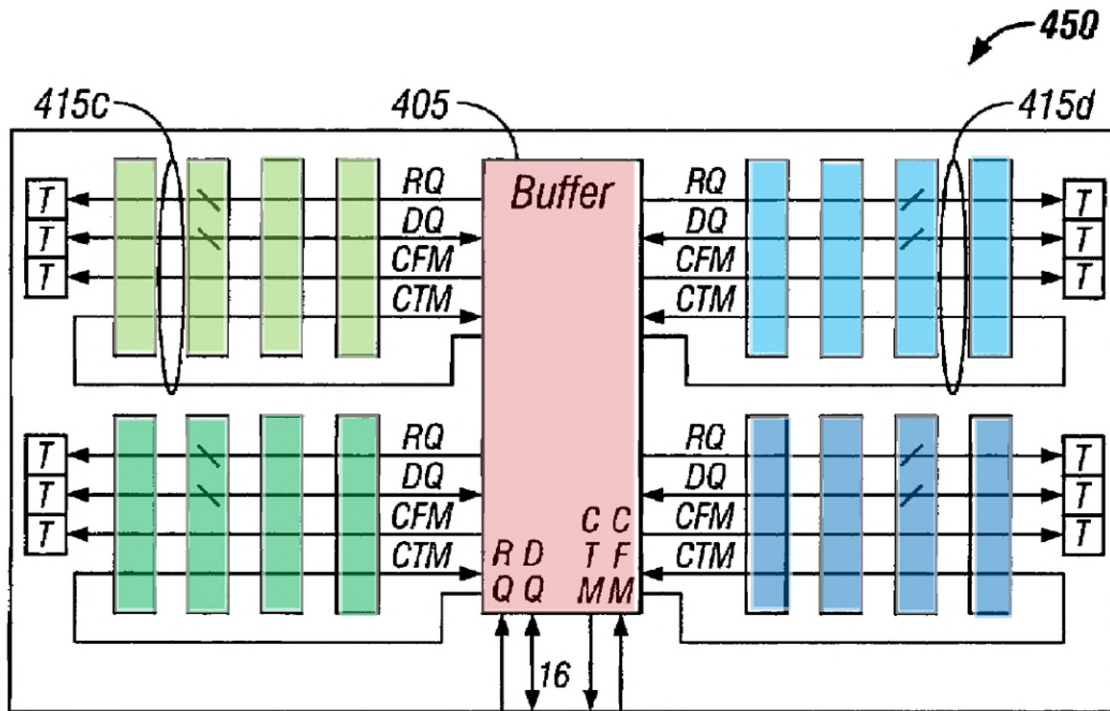 450
415c
405
415d
Buffer
T
RQ
RQ
T
T
DQ
DQ
T
T
CFM
CFM
T
CTM
CTM
T
RQ
RQ
T
T
DQ
DQ
T
T
CFM
CFM
T
CTM
CTM
R D
Q Q
C C
T F
M M
16